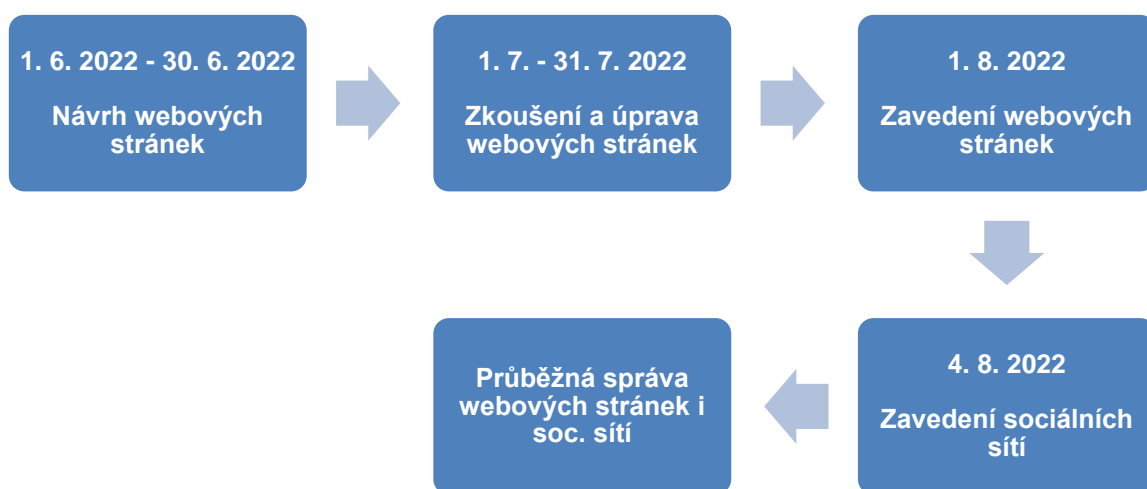 1. 6. 2022 - 30. 6. 2022
Návrh webových
stránek
1. 7. - 31. 7. 2022
Zkoušení a úprava
webových stránek
1. 8. 2022
Zavedení webových
stránek
4. 8. 2022
Zavedení sociálních
sítí
Průběžná správa
webových stránek i
soc. sítí